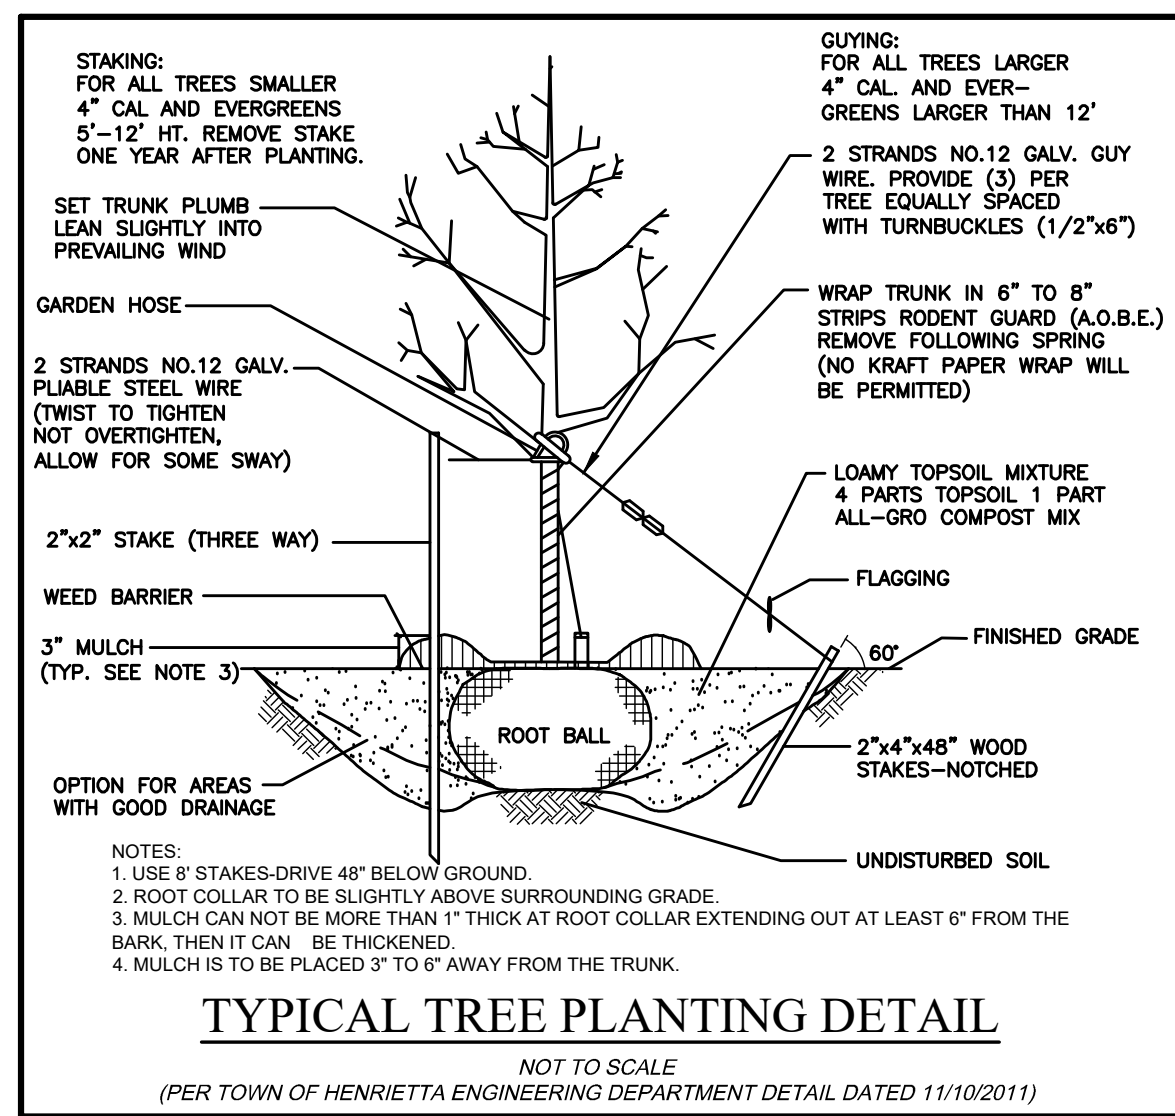 STAKING:
FOR ALL TREES SMALLER
4" CAL AND EVERGREENS
5'-12' HT. REMOVE STAKE
ONE YEAR AFTER PLANTING.
SET TRUNK PLUMB
LEAN SLIGHTLY INTO
PREVAILING WIND
GARDEN HOSE
2 STRANDS NO.12 GALV.
PLIABLE STEEL WIRE
(TWIST TO TIGHTEN
NOT OVERTIGHTEN,
ALLOW FOR SOME SWAY)
2"x2" STAKE (THREE WAY)
WEED BARRIER
3" MULCH
(TYP. SEE NOTE 3)
OPTION FOR AREAS
WITH GOOD DRAINAGE
ROOT BALL
GUYING:
FOR ALL TREES LARGER
4" CAL. AND EVER-
GREENS LARGER THAN 12'
2 STRANDS NO.12 GALV. GUY
WIRE. PROVIDE (3) PER
TREE EQUALLY SPACED
WITH TURNBUCKLES (1/2"x6")
WRAP TRUNK IN 6" TO 8"
STRIPS RODENT GUARD (A.O.B.E.)
REMOVE FOLLOWING SPRING
(NO KRAFT PAPER WRAP WILL
BE PERMITTED)
LOAMY TOPSOIL MIXTURE
4 PARTS TOPSOIL 1 PART
ALL-GRO COMPOST MIX
FLAGGING
FINISHED GRADE
60°
2"x4"x48" WOOD
STAKES-NOTCHED
UNDISTURBED SOIL
NOTES:
1. USE 8' STAKES-DRIVE 48" BELOW GROUND.
2. ROOT COLLAR TO BE SLIGHTLY ABOVE SURROUNDING GRADE.
3. MULCH CAN NOT BE MORE THAN 1" THICK AT ROOT COLLAR EXTENDING OUT AT LEAST 6" FROM THE
BARK, THEN IT CAN BE THICKENED.
4. MULCH IS TO BE PLACED 3" TO 6" AWAY FROM THE TRUNK.
TYPICAL TREE PLANTING DETAIL
NOT TO SCALE
(PER TOWN OF HENRIETTA ENGINEERING DEPARTMENT DETAIL DATED 11/10/2011)